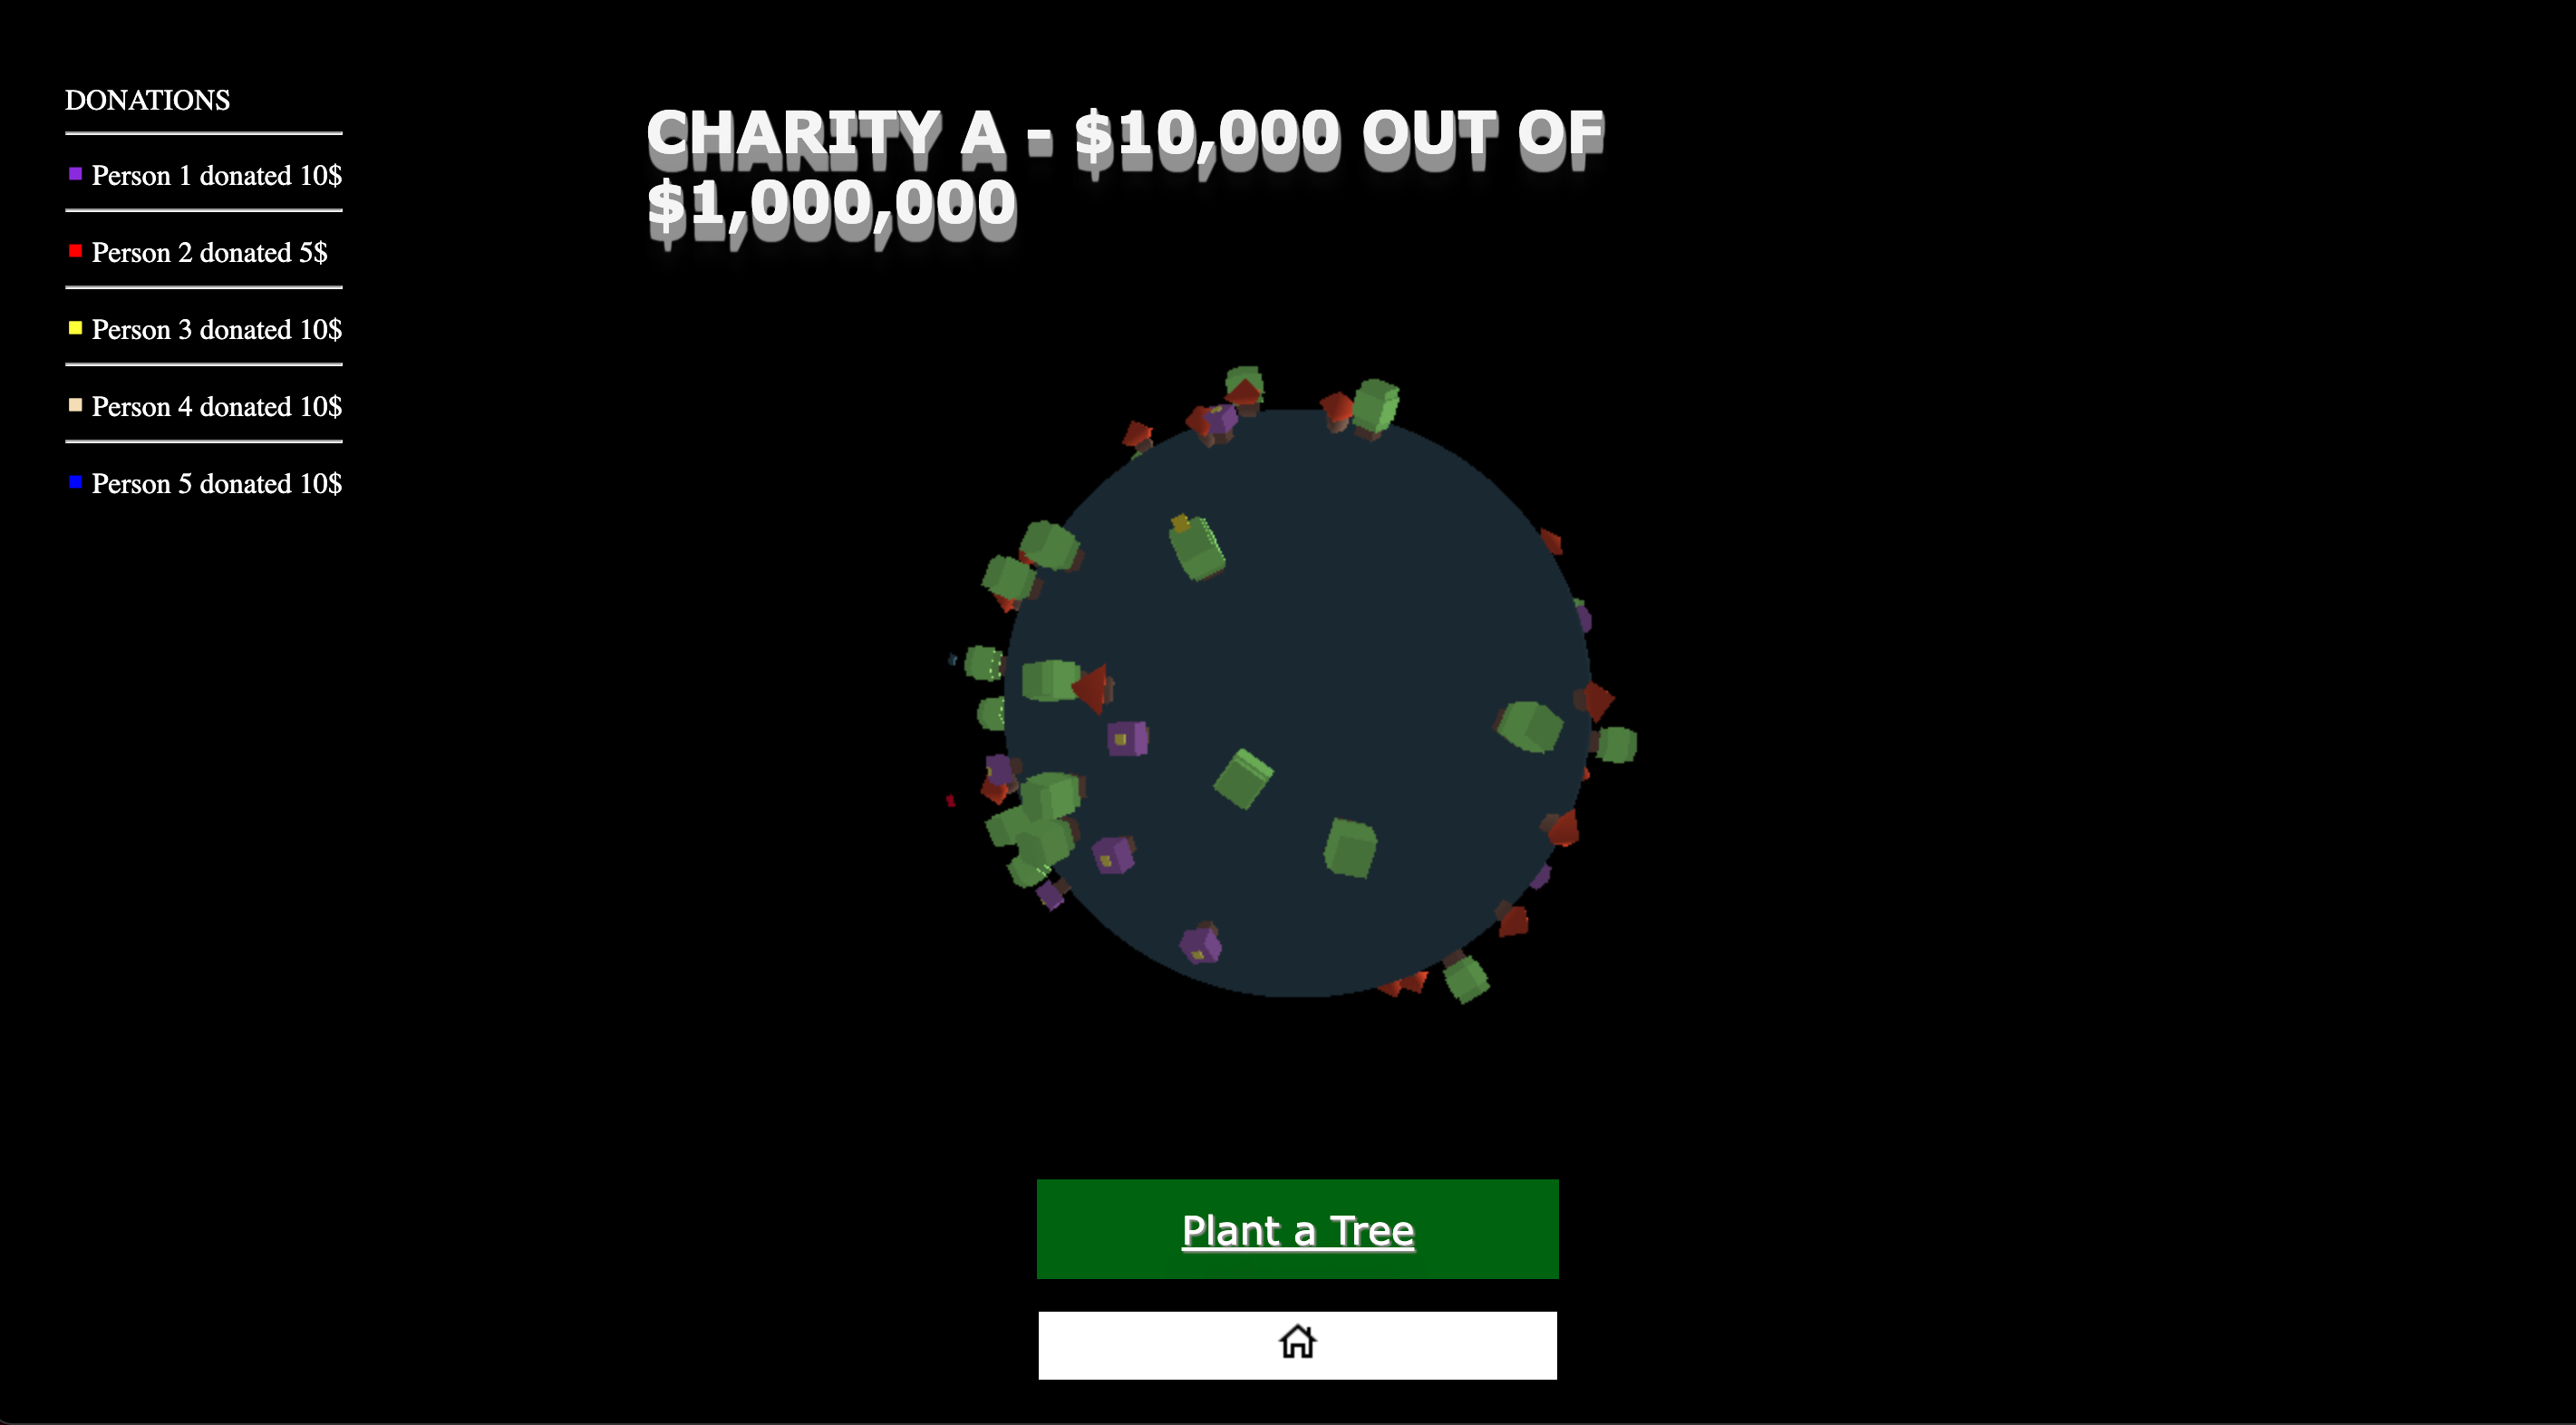 DONATIONS
Person 1 donated 10$
Person 2 donated 5$
Person 3 donated 10$
Person 4 donated 10$
Person 5 donated 10$
CHARITY A - $10,000 OUT OF
$1,000,000
Plant a Tree